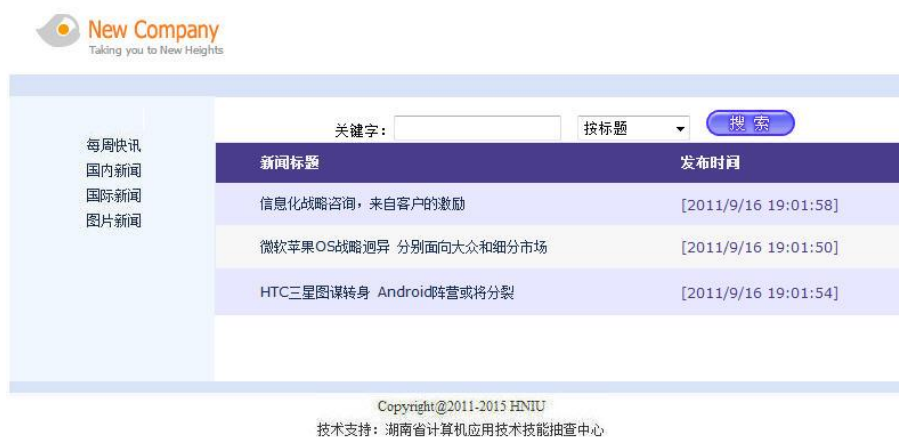 New Company
Taking you to New Heights
关健字：
按标题
搜 索
每周快讯
国内新闻
国际新闻
图片新闻
新闻标题 发布时间
信息化战略咨询，来自客户的激励 [2011/9/16 19:01:58]
微软苹果OS战略迥异 分别面向大众和细分市场 [2011/9/16 19:01:50]
HTC三星图谋转身 Android阵营或将分裂 [2011/9/16 19:01:54]
Copyright@2011-2015 HNIU
技术支持：湖南省计算机应用技术技能抽查中心